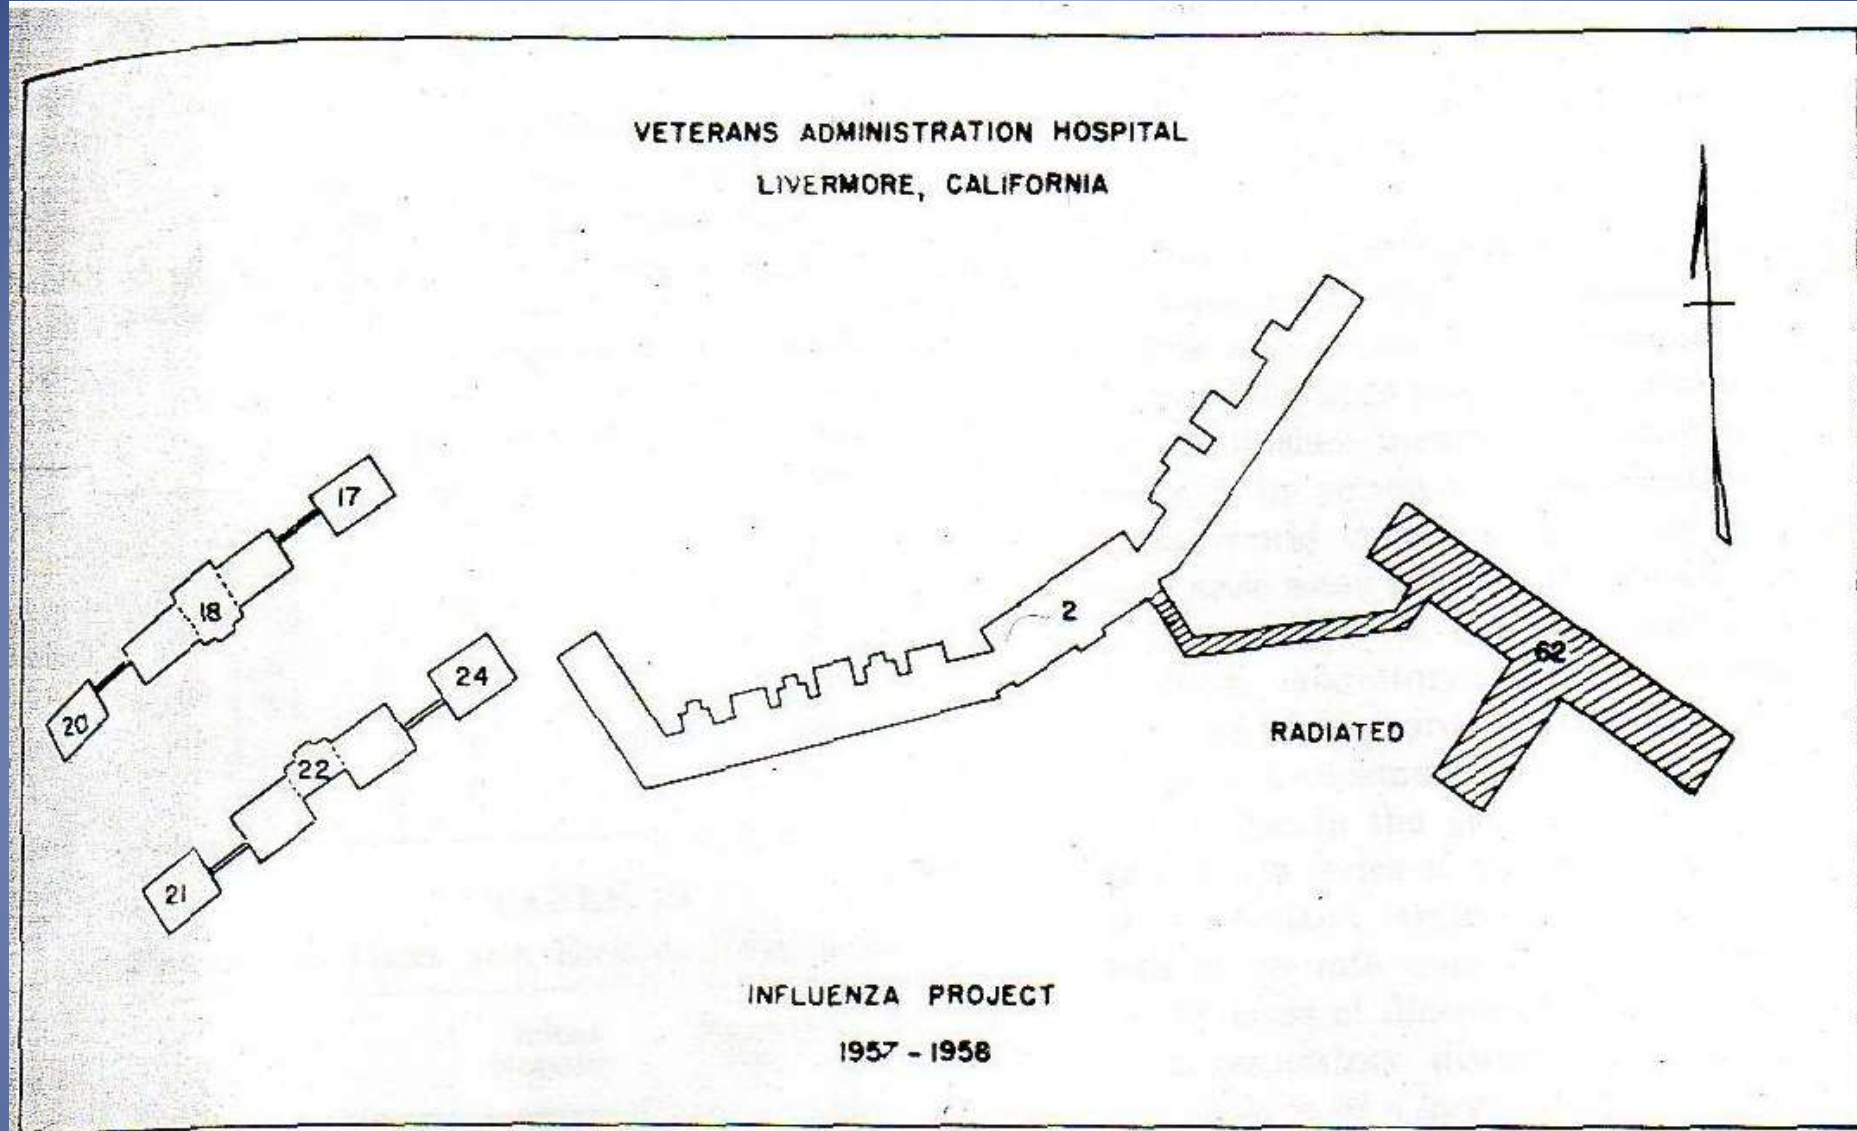 VETERANS ADMINISTRATION HOSPITAL
LIVERMORE, CALIFORNIA
17
18
20
24
22
21
2
62
RADIATED
INFLUENZA PROJECT
1957 - 1958